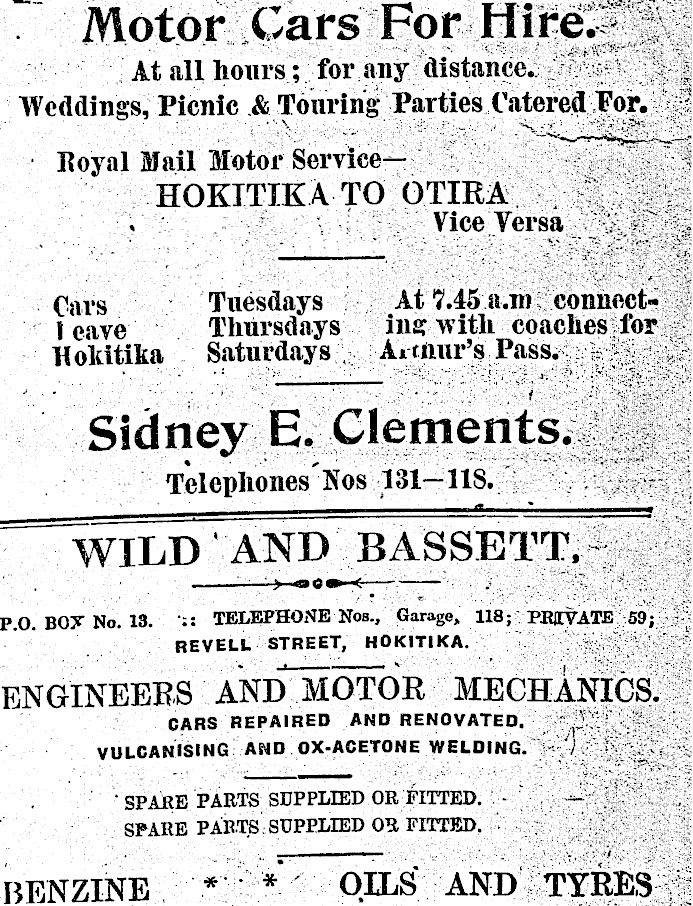 Motor Cars For Hire.
At all hours; for any distance.
Weddings, Picnic & Touring Parties Catered For.
Royal Mail Motor Service—
HOKITIKA TO OTIRA
Vice Versa
Cars Tuesdays At 7.45 a.m connect-
Leave Thursdays ing with coaches for
Hokitika Saturdays Arthur's Pass.
Sidney E. Clements.
Telephones Nos 131—118.
WILD AND BASSETT,
P.O. BOX No. 13. :: TELEPHONE Nos., Garage, 118; PRIVATE 59;
REVELL STREET, HOKITIKA.
ENGINEERS AND MOTOR MECHANICS.
CARS REPAIRED AND RENOVATED.
VULCANISING AND OX-ACETONE WELDING.
SPARE PARTS SUPPLIED OR FITTED.
SPARE PARTS SUPPLIED OR FITTED.
BENZINE * * OILS AND TYRES